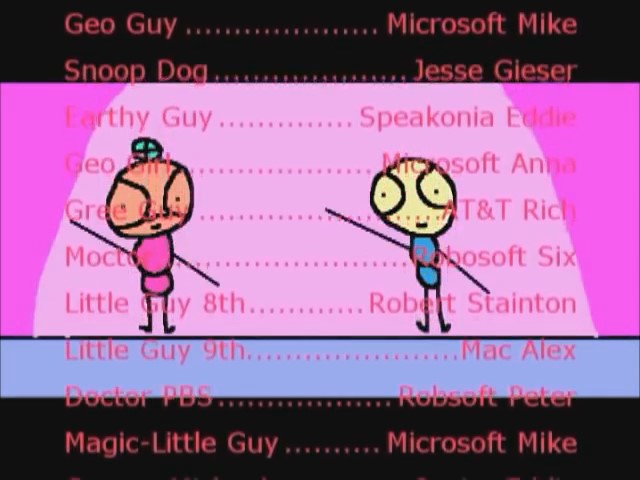 Geo Guy ................... Microsoft Mike
Snoop Dog.................... Jesse Gieser
Earthy Guy.............. Speakonia Eddie
Geo Girl .................... Microsoft Anna
Gree Guy ........................AT&T Rich
Moctor.........................Robosoft Six
Little Guy 8th............ Robert Stainton
Little Guy 9th.....................Mac Alex
Doctor PBS.................. Robsoft Peter
Magic-Little Guy .......... Microsoft Mike